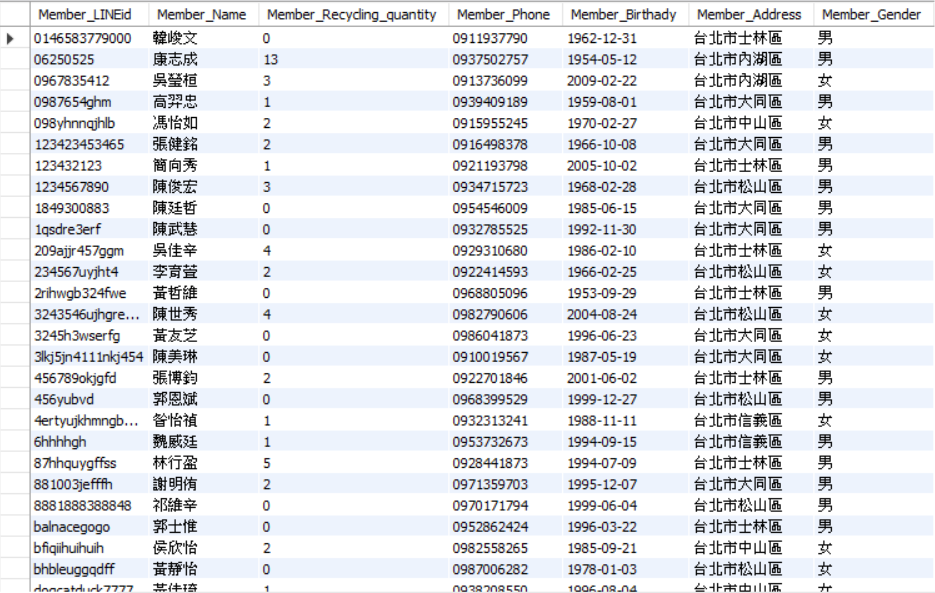 Member_LINEid Member_Name Member_Recycling_quantity Member_Phone Member_Birthady Member_Address Member_Gender
0146583779000 韓峻文 0 0911937790 1962-12-31 台北市士林區 男
06250525 康志成 13 0937502757 1954-05-12 台北市內湖區 男
0967835412 吳瑩桓 3 0913736099 2009-02-22 台北市內湖區 女
0987654ghm 高羿忠 1 0939409189 1959-08-01 台北市大同區 男
098yhnnqjhlb 馮怡如 2 0915955245 1970-02-27 台北市中山區 女
123423453465 張健銘 2 0916498378 1966-10-08 台北市大同區 男
123432123 簡向秀 1 0921193798 2005-10-02 台北市士林區 男
1234567890 陳俊宏 3 0934715723 1968-02-28 台北市松山區 男
1849300883 陳廷哲 0 0954546009 1985-06-15 台北市大同區 男
1qsdre3erf 陳武慧 0 0932785525 1992-11-30 台北市大同區 男
209ajjr457ggm 吳佳辛 4 0929310680 1986-02-10 台北市士林區 女
234567uyjht4 李育萱 2 0922414593 1966-02-25 台北市松山區 女
2rihwgb324fwe 黃哲維 0 0968805096 1953-09-29 台北市士林區 男
3243546ujhgre... 陳世秀 4 0982790606 2004-08-24 台北市松山區 女
3245h3wserfg 黃友芝 0 0986041873 1996-06-23 台北市大同區 女
3lkj5jn4111nkj454 陳美琳 0 0910019567 1987-05-19 台北市大同區 女
456789okjgfd 張博鈞 2 0922701846 2001-06-02 台北市士林區 男
456yubvd 郭恩斌 0 0968399529 1999-12-27 台北市松山區 男
4ertyujkhmngb... 昝怡禎 1 0932313241 1988-11-11 台北市信義區 女
6hhhhgh 魏威廷 1 0953732673 1994-09-15 台北市信義區 男
87hhquygffss 林行盈 5 0928441873 1994-07-09 台北市士林區 男
881003jefffh 謝明侑 2 0971359703 1995-12-07 台北市大同區 男
8881888388848 祁維辛 0 0970171794 1999-06-04 台北市松山區 男
balnacegogo 郭士惟 0 0952862424 1996-03-22 台北市士林區 男
bfiqiihuihuih 侯欣怡 2 0982558265 1985-09-21 台北市中山區 女
bhbleuggqdff 黃靜怡 0 0987006282 1978-01-03 台北市松山區 女
dogcatduck7777 黃佳琦 1 0938208550 1996-08-04 台北市中山區 女